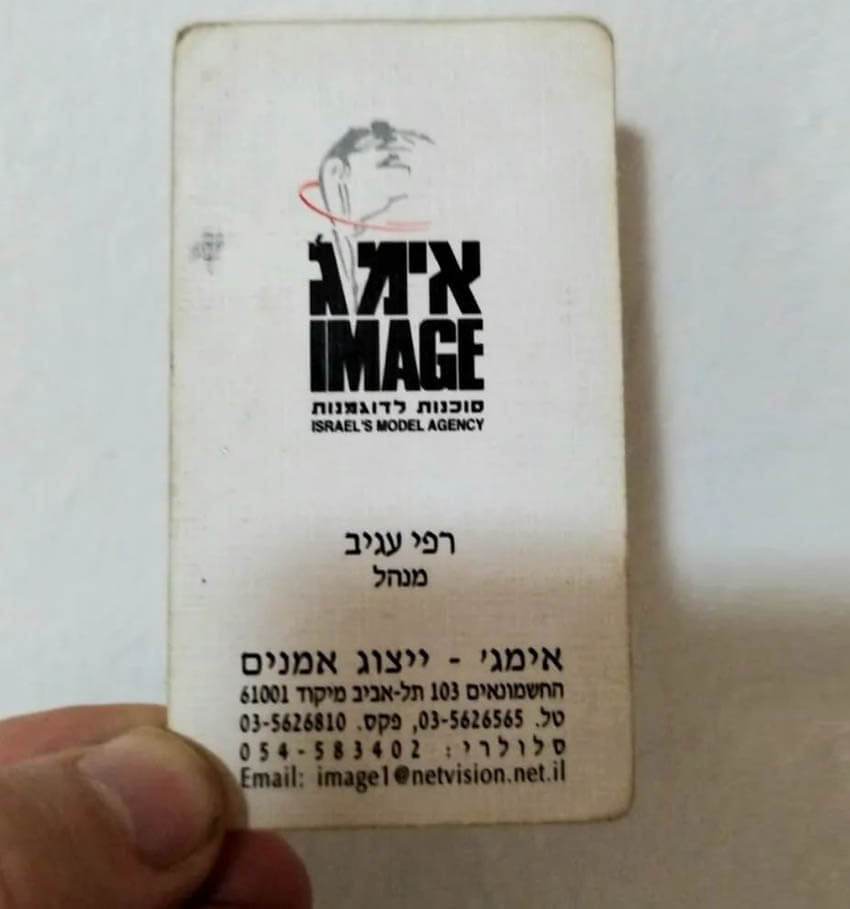 אימג'
IMAGE
סוכנות לדוגמנות
ISRAEL'S MODEL AGENCY
רפי עגיב
מנהל
אימג' - ייצוג אמנים
החשמונאים 103 תל-אביב מיקוד 61001
טל. 03-5626565, פקס. 03-5626810
סלולרי: 054-583402
Email: image1@netvision.net.il